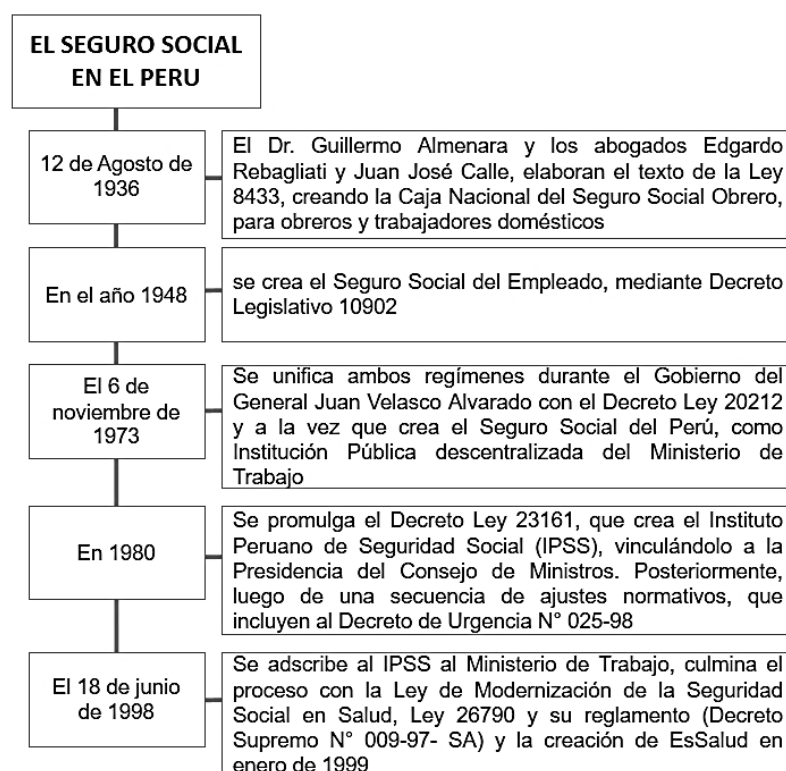 EL SEGURO SOCIAL
EN EL PERU
12 de Agosto de
1936
El Dr. Guillermo Almenara y los abogados Edgardo
Rebagliati y Juan José Calle, elaboran el texto de la Ley
8433, creando la Caja Nacional del Seguro Social Obrero,
para obreros y trabajadores domésticos
En el año 1948
se crea el Seguro Social del Empleado, mediante Decreto
Legislativo 10902
El 6 de
noviembre de
1973
Se unifica ambos regímenes durante el Gobierno del
General Juan Velasco Alvarado con el Decreto Ley 20212
y a la vez que crea el Seguro Social del Perú, como
Institución Pública descentralizada del Ministerio de
Trabajo
En 1980
Se promulga el Decreto Ley 23161, que crea el Instituto
Peruano de Seguridad Social (IPSS), vinculándolo a la
Presidencia del Consejo de Ministros. Posteriormente,
luego de una secuencia de ajustes normativos, que
incluyen al Decreto de Urgencia N° 025-98
El 18 de junio
de 1998
Se adscribe al IPSS al Ministerio de Trabajo, culmina el
proceso con la Ley de Modernización de la Seguridad
Social en Salud, Ley 26790 y su reglamento (Decreto
Supremo N° 009-97- SA) y la creación de EsSalud en
enero de 1999